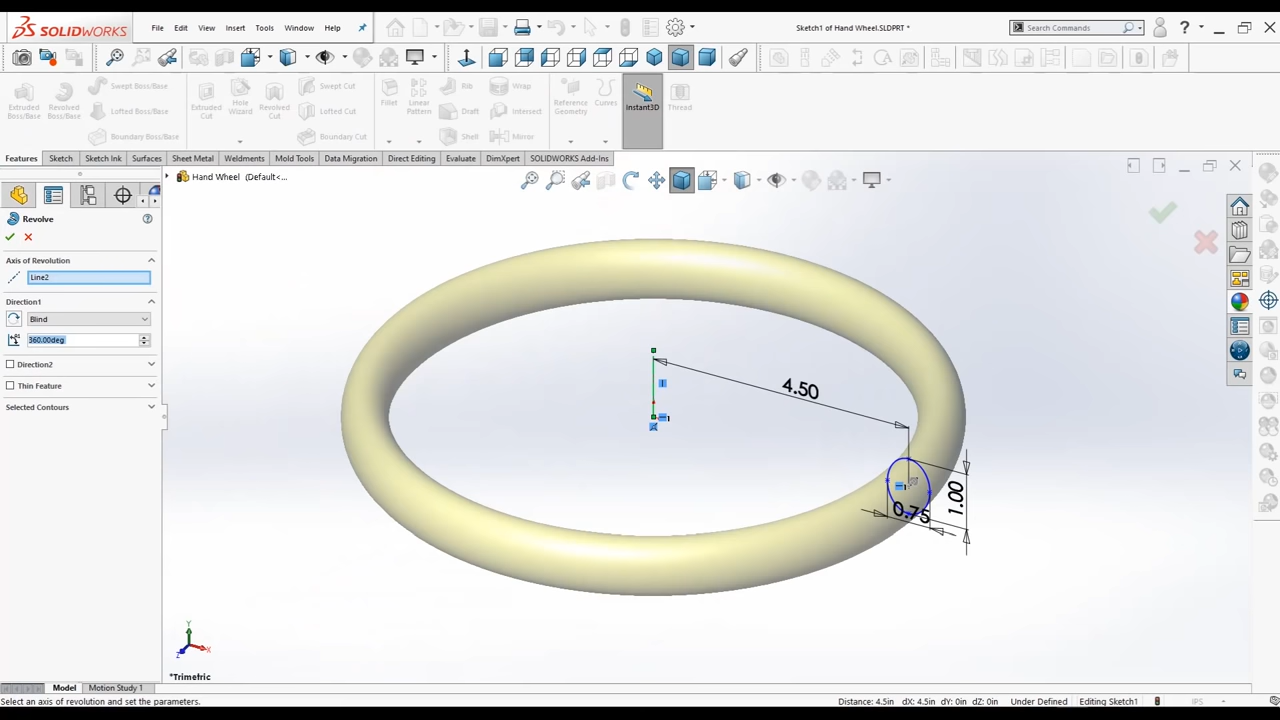 SOLIDWORKS
File Edit View Insert Tools Window Help
Sketch1 of Hand Wheel.SLDPRT *
Search Commands
Extruded Boss/Base
Revolved Boss/Base
Swept Boss/Base
Lofted Boss/Base
Boundary Boss/Base
Extruded Cut
Hole Wizard
Revolved Cut
Swept Cut
Lofted Cut
Boundary Cut
Fillet
Linear Pattern
Rib
Draft
Shell
Wrap
Intersect
Mirror
Reference Geometry
Curves
Instant3D
Thread
Features Sketch Sketch Ink Surfaces Sheet Metal Weldments Mold Tools Data Migration Direct Editing Evaluate DimXpert SOLIDWORKS Add-Ins
Hand Wheel (Default<...
Revolve
Axis of Revolution
Line2
Direction1
Blind
360.00deg
Direction2
Thin Feature
Selected Contours
4.50
1.00
0.75
1
1
Y
X
Z
*Trimetric
Model Motion Study 1
Select an axis of revolution and set the parameters.
Distance: 4.5in dX: 4.5in dY: 0in dZ: 0in Under Defined Editing Sketch1 IPS